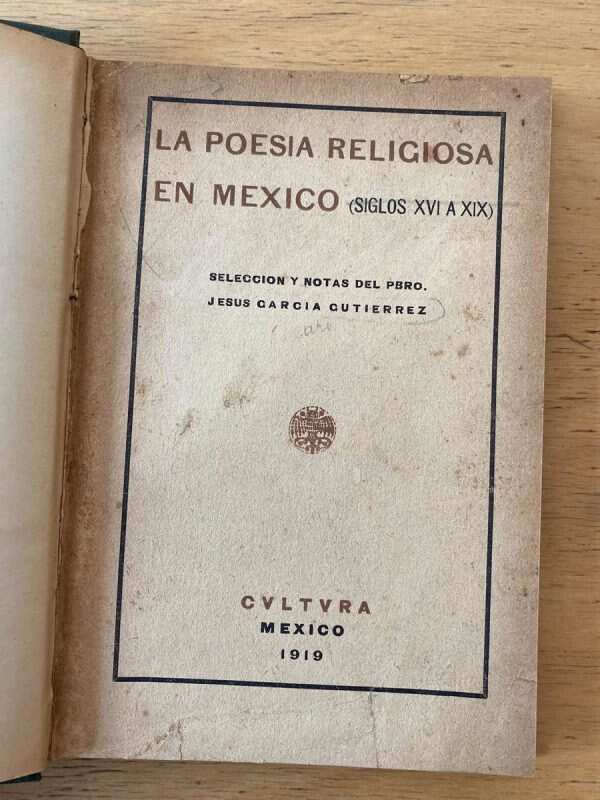 LA POESIA RELIGIOSA
EN MEXICO (SIGLOS XVI A XIX)
SELECCION Y NOTAS DEL PBRO.
JESUS GARCIA GUTIERREZ
CVLTVRA
MEXICO
1919